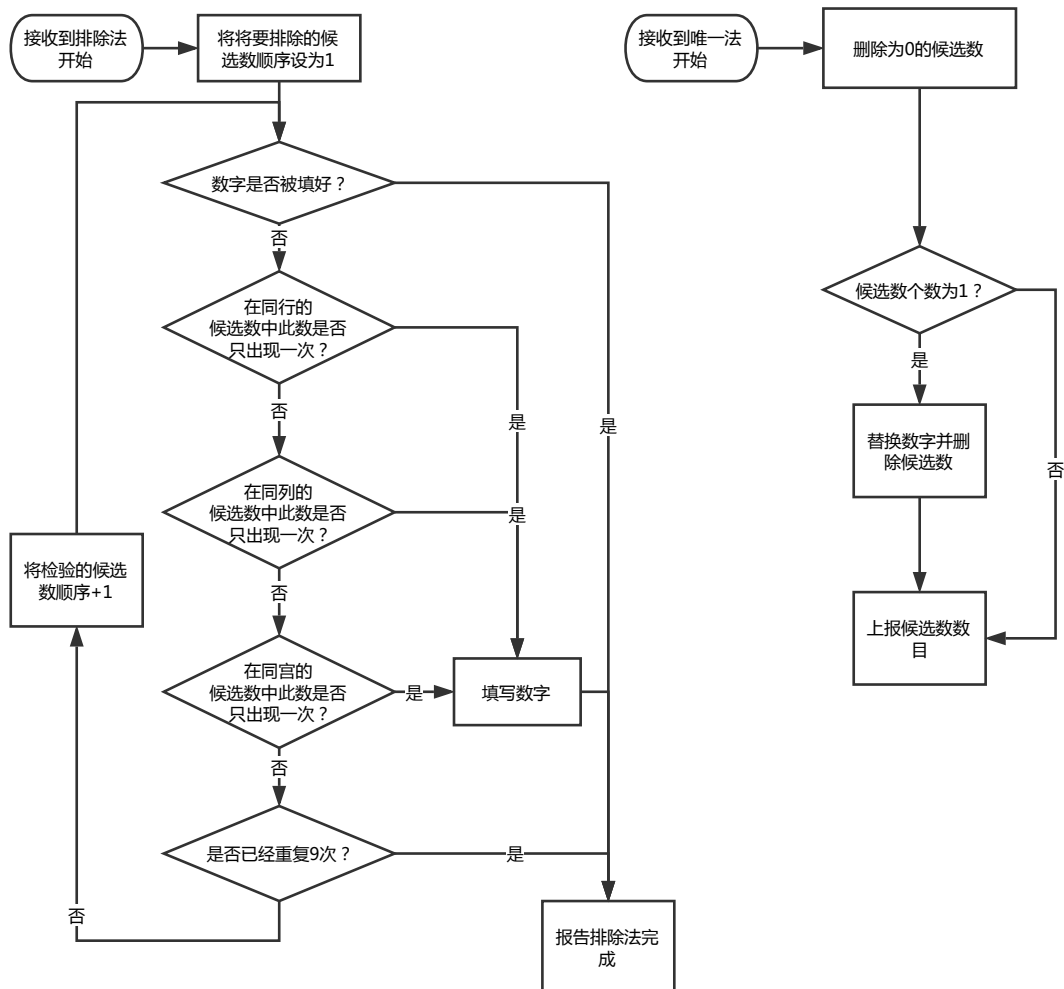 接收到排除法
开始
将将要排除的候
选数顺序设为1
数字是否被填好？
否
在同行的
候选数中此数是否
只出现一次？
是
否
是
在同列的
候选数中此数是否
只出现一次？
是
否
将检验的候选
数顺序+1
在同宫的
候选数中此数是否
只出现一次？
是
填写数字
否
是否已经重复9次？
是
否
报告排除法完
成
接收到唯一法
开始
删除为0的候选数
候选数个数为1？
是
替换数字并删
除候选数
否
上报候选数数
目